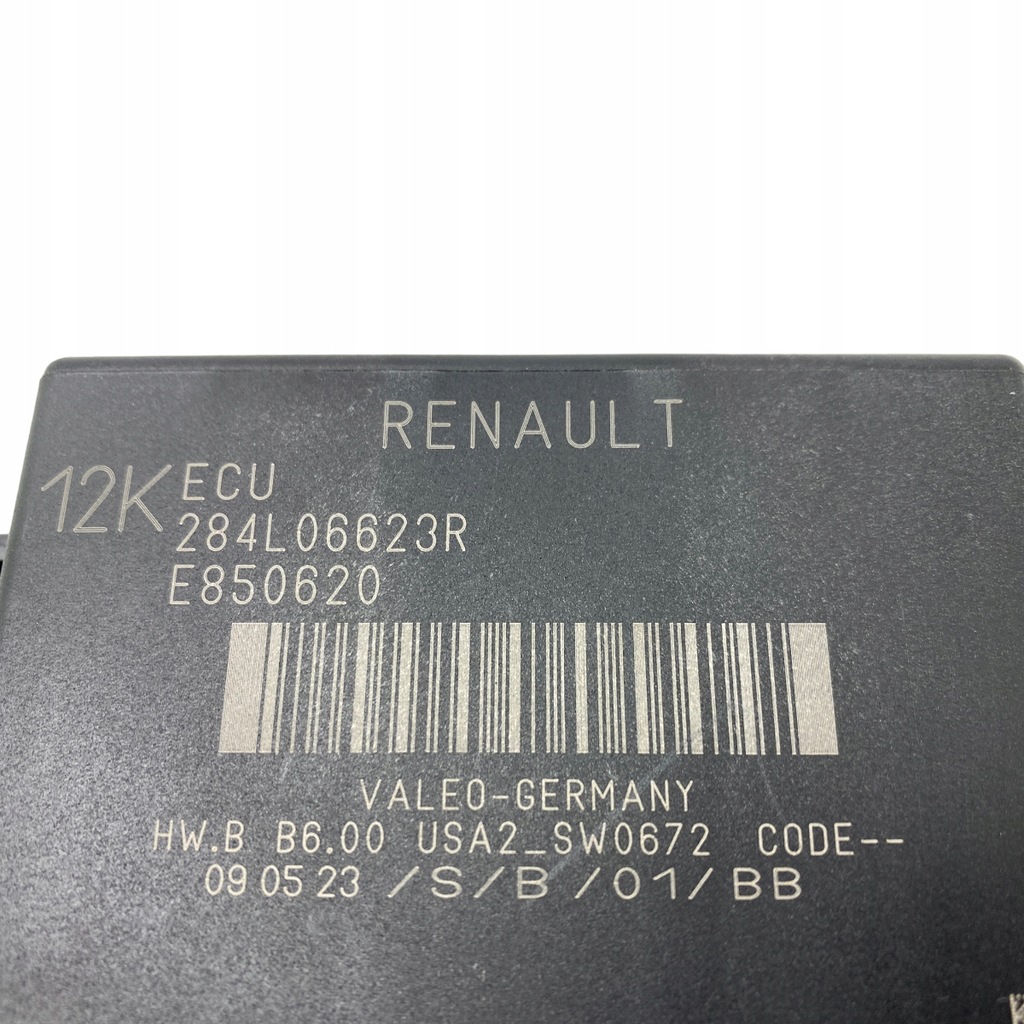 RENAULT
12K ECU
284L06623R
E850620
VALEO-GERMANY
HW.B B6.00 USA2_SW0672 CODE--
09 05 23 /S/B/01/BB